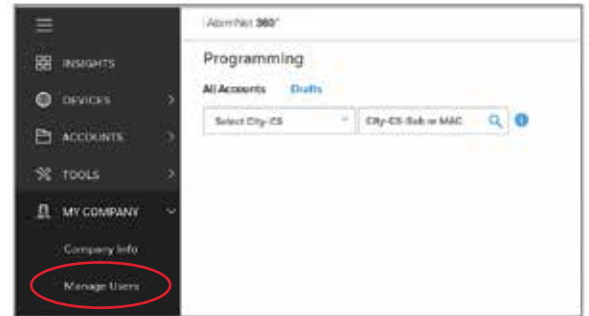 AlarmNet 360°
INSIGHTS
DEVICES
ACCOUNTS
TOOLS
MY COMPANY
Company Info
Manage Users
Programming
All Accounts Drafts
Select City-CS
City-CS-Sub or MAC